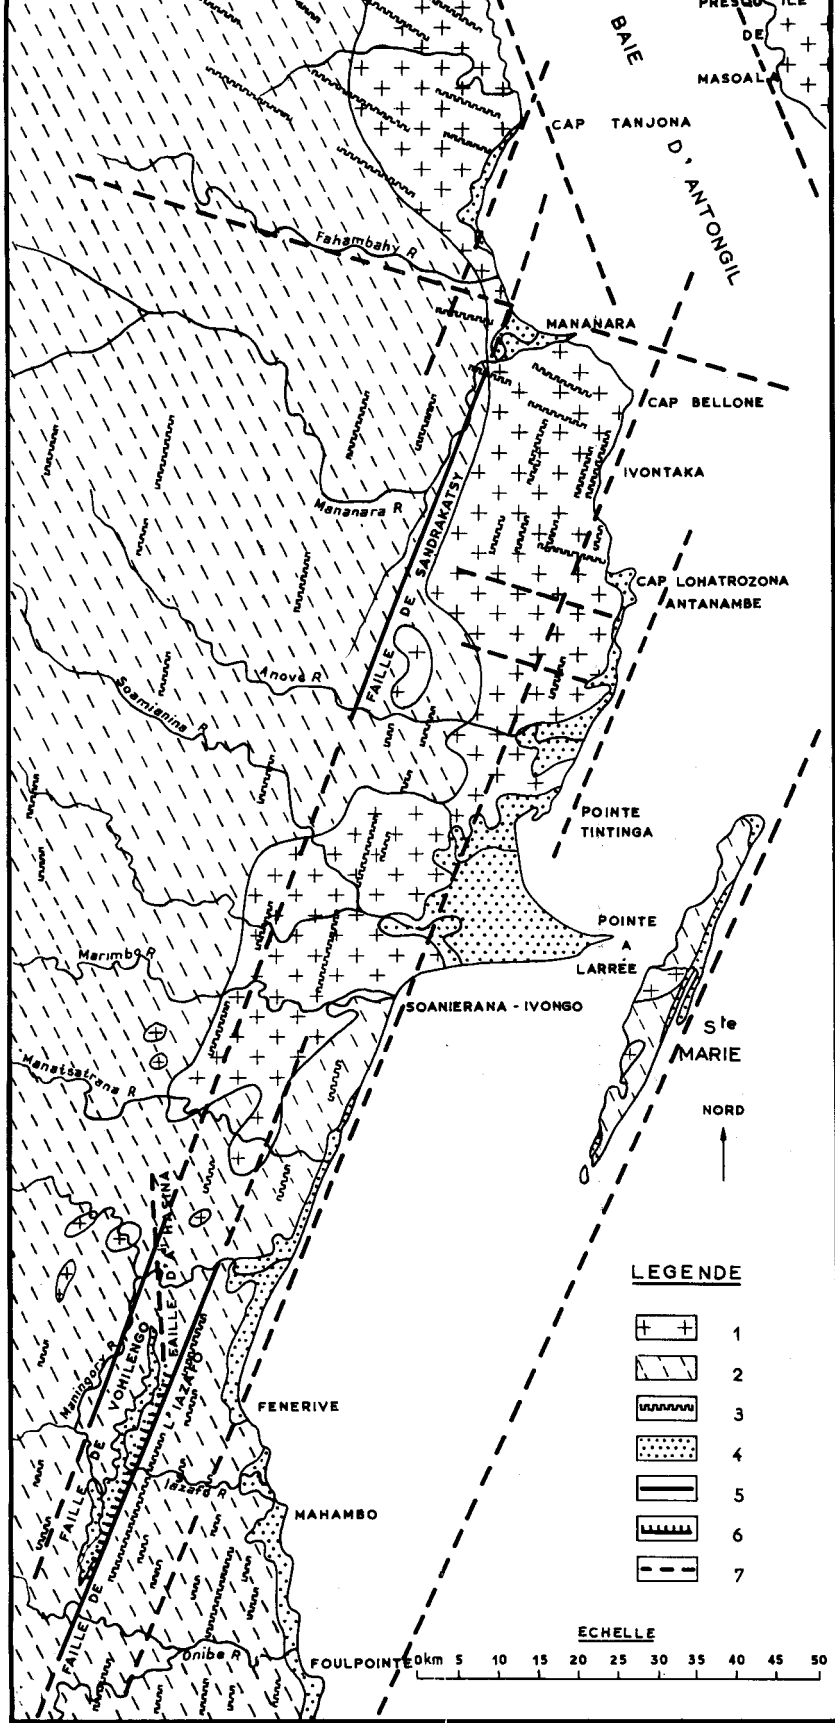 PRESQU'ILE
DE
MASOALA
BAIE
D'ANTONGIL
CAP TANJONA
Fahambahy R
MANANARA
CAP BELLONE
IVONTAKA
Mananara R
FAILLE DE SANDRAKATSY
CAP LOHATROZONA
ANTANAMBE
Anove R
Soamianina R
POINTE
TINTINGA
POINTE
A
LARRÉE
Marimbo R
SOANIERANA - IVONGO
Ste
MARIE
Manatsatrana R
NORD
FAILLE D'AMPASINA
LEGENDE
1
2
3
4
5
6
7
Maningory R
FAILLE DE VOHILENGO
FAILLE DE L'IAZAFO
FENERIVE
Iazafo R
MAHAMBO
Onibe R
FOULPOINTE
ECHELLE
0km 5 10 15 20 25 30 35 40 45 50